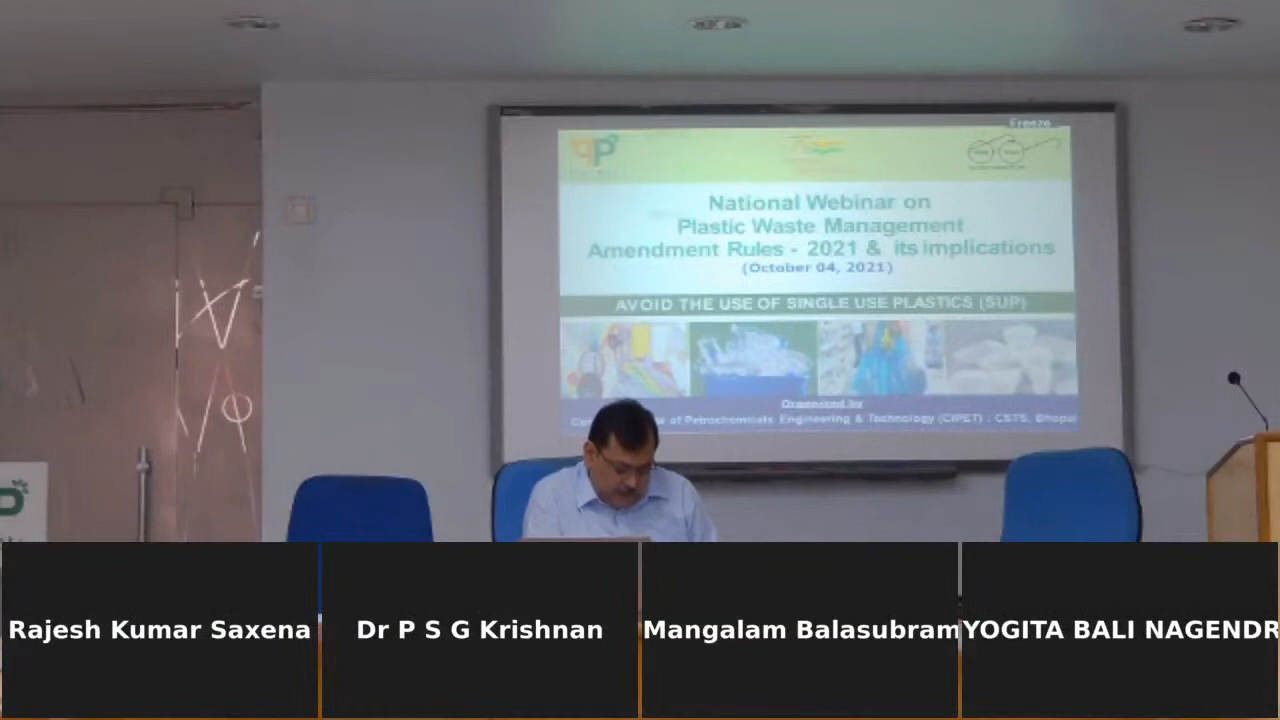 Freeze
National Webinar on
Plastic Waste Management
Amendment Rules - 2021 & its implications
(October 04, 2021)
AVOID THE USE OF SINGLE USE PLASTICS (SUP)
Organized by
of Petrochemicals Engineering & Technology (CIPET) : CSTS, Bhopal
Rajesh Kumar Saxena
Dr P S G Krishnan
Mangalam Balasubram
YOGITA BALI NAGENDR